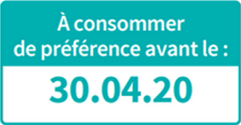 À consommer
de préférence avant le :
30.04.20